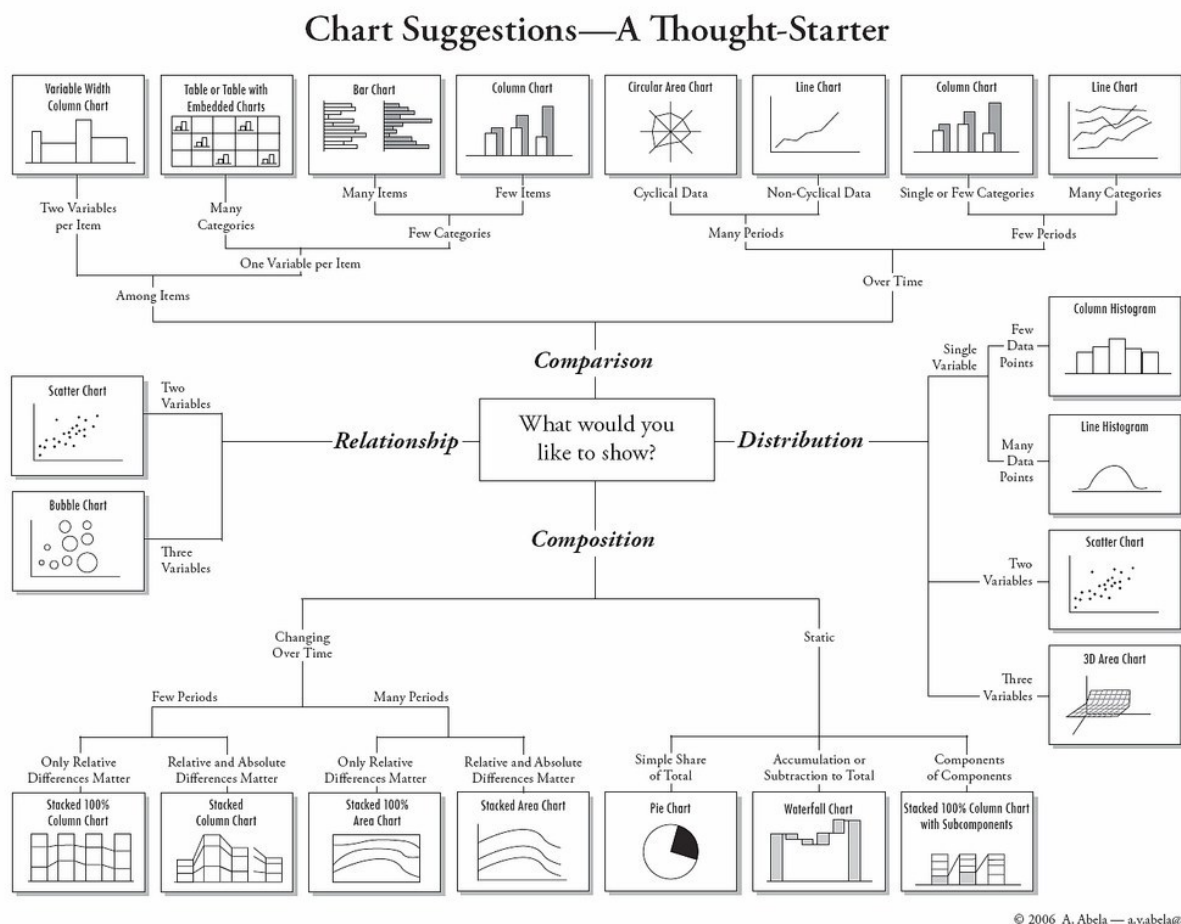 Chart Suggestions—A Thought-Starter
Variable Width
Column Chart
Table or Table with
Embedded Charts
Bar Chart
Column Chart
Circular Area Chart
Line Chart
Column Chart
Line Chart
Two Variables
per Item
Many
Categories
Many Items
Few Items
Cyclical Data
Non-Cyclical Data
Single or Few Categories
Many Categories
Few Categories
Many Periods
Few Periods
One Variable per Item
Among Items
Over Time
Comparison
What would you
like to show?
Relationship
Two
Variables
Scatter Chart
Three
Variables
Bubble Chart
Distribution
Single
Variable
Few
Data
Points
Column Histogram
Many
Data
Points
Line Histogram
Two
Variables
Scatter Chart
Three
Variables
3D Area Chart
Composition
Changing
Over Time
Static
Few Periods
Many Periods
Only Relative
Differences Matter
Relative and Absolute
Differences Matter
Only Relative
Differences Matter
Relative and Absolute
Differences Matter
Simple Share
of Total
Accumulation or
Subtraction to Total
Components
of Components
Stacked 100%
Column Chart
Stacked
Column Chart
Stacked 100%
Area Chart
Stacked Area Chart
Pie Chart
Waterfall Chart
Stacked 100% Column Chart
with Subcomponents
© 2006 A. Abela — a.v.abela@